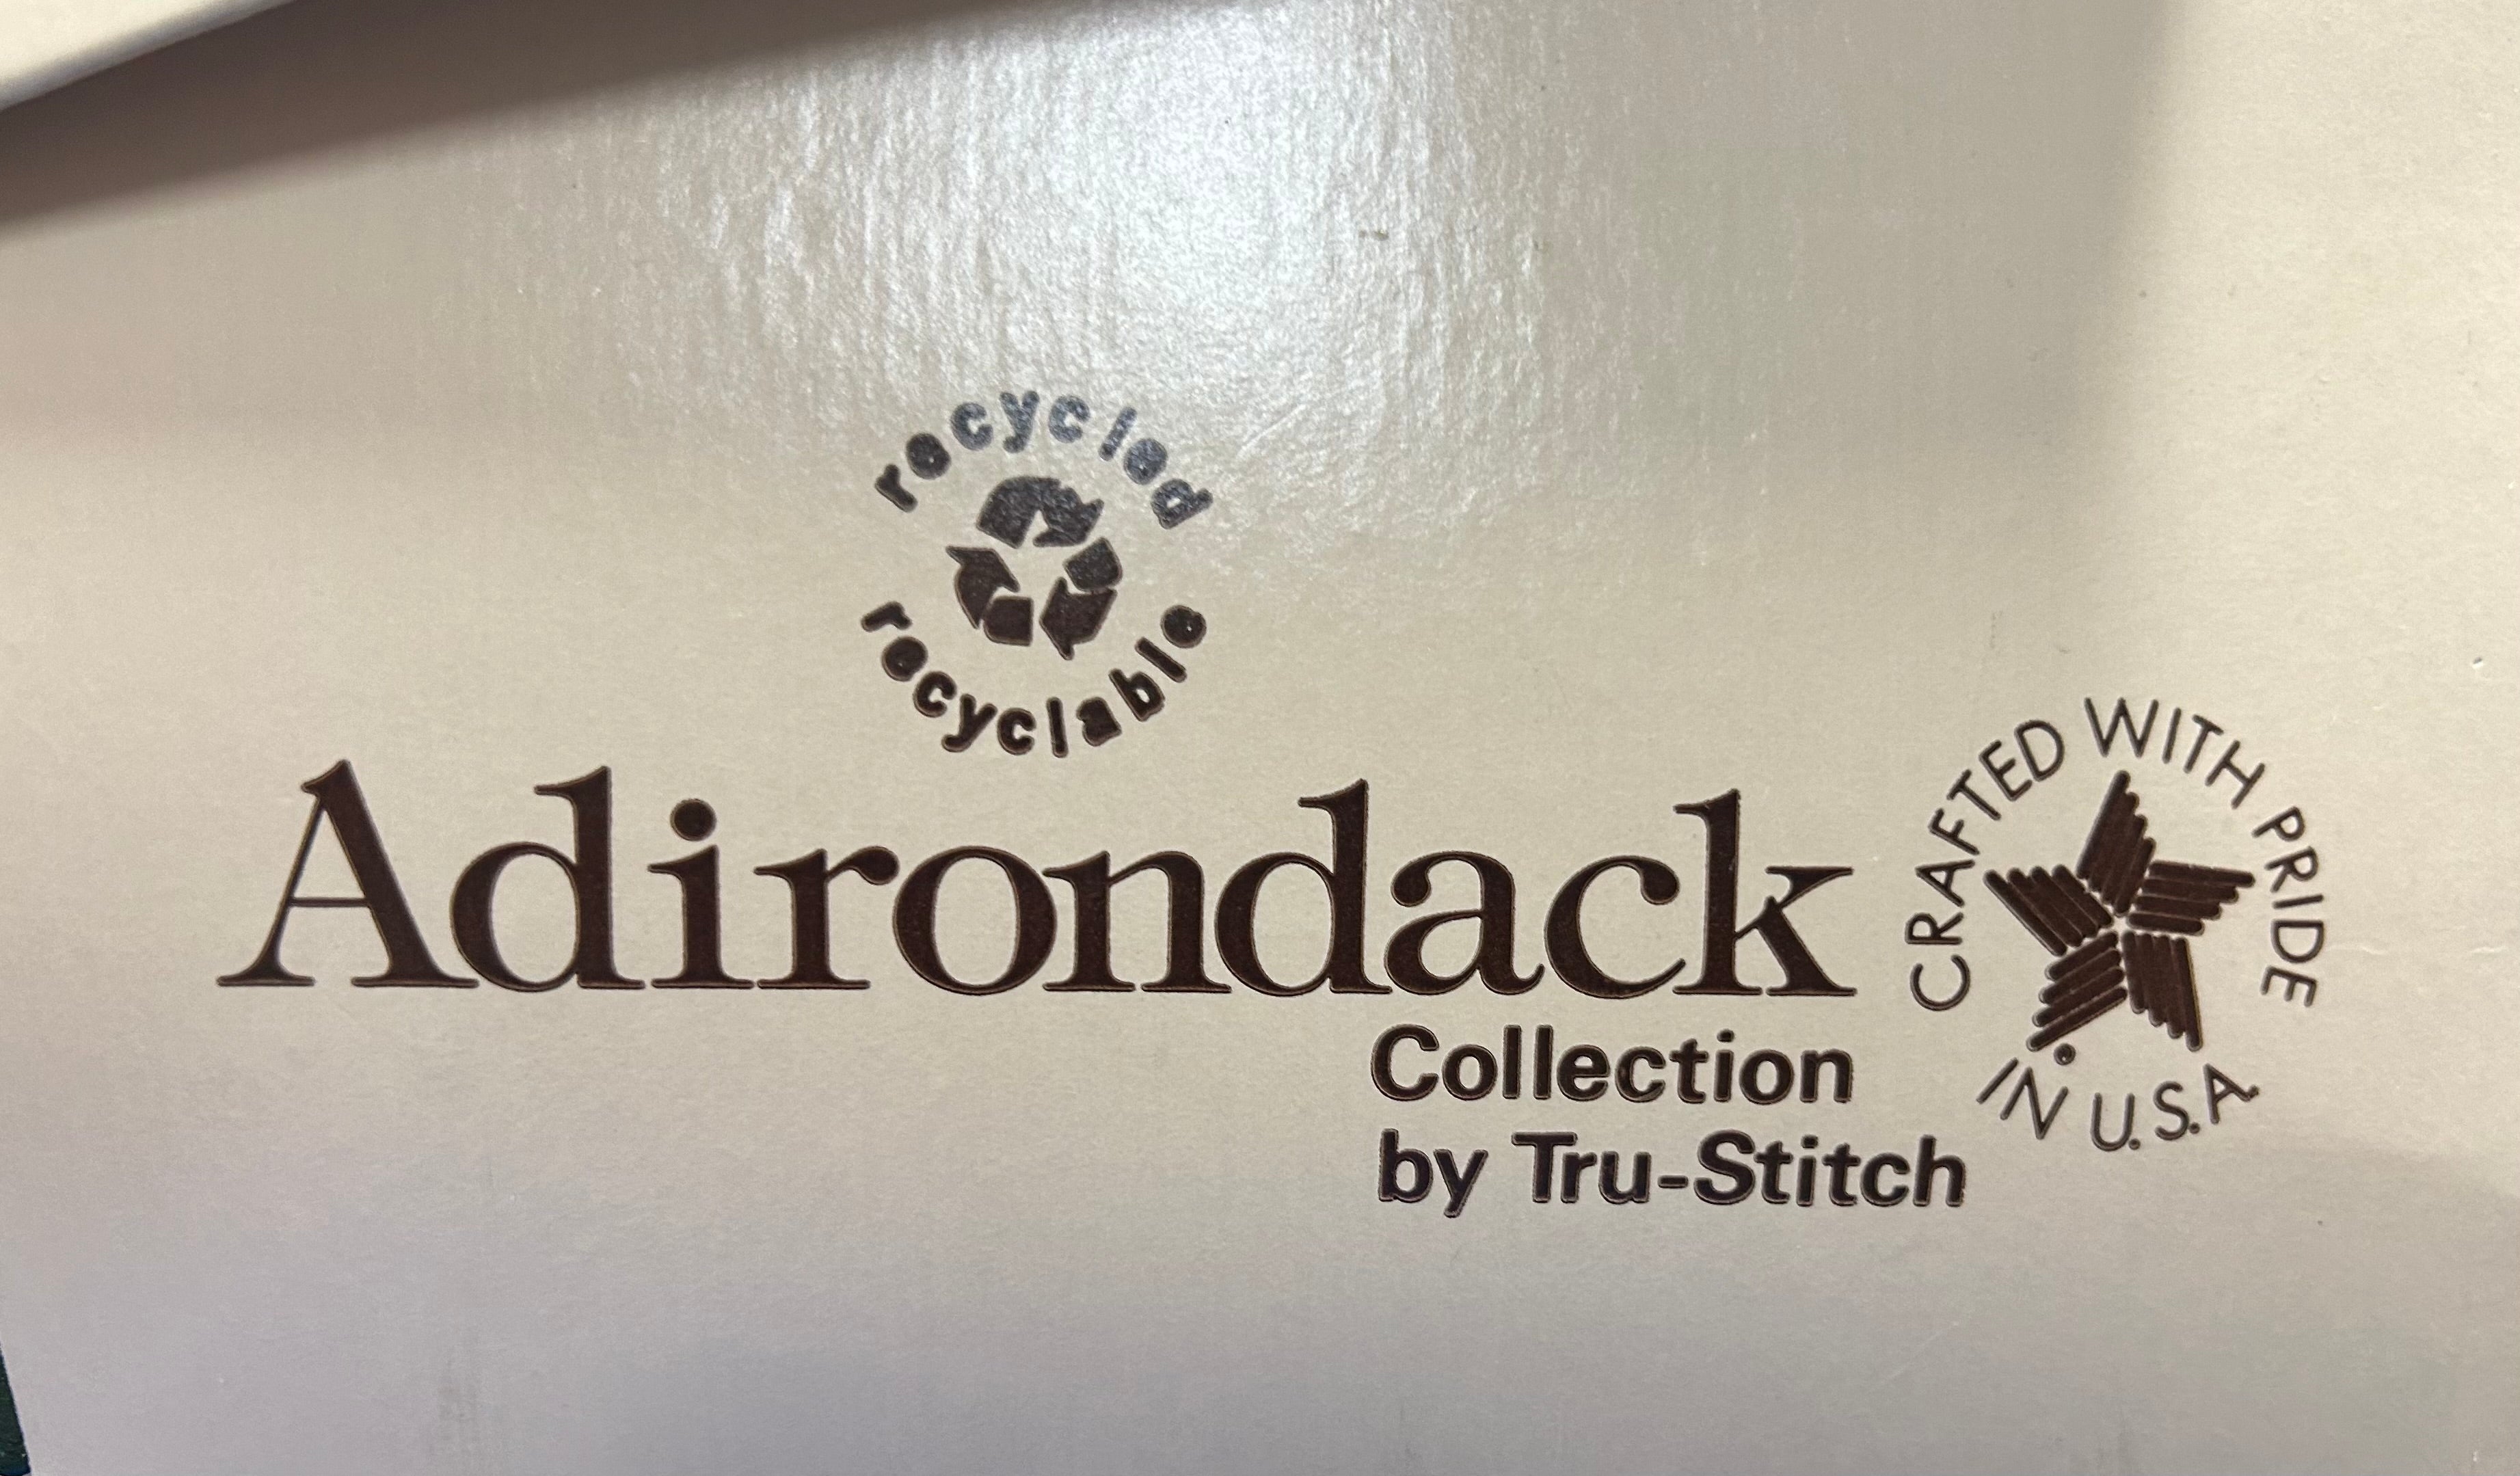 recycled
recyclable
Adirondack
Collection
by Tru-Stitch
CRAFTED WITH PRIDE
IN U.S.A.